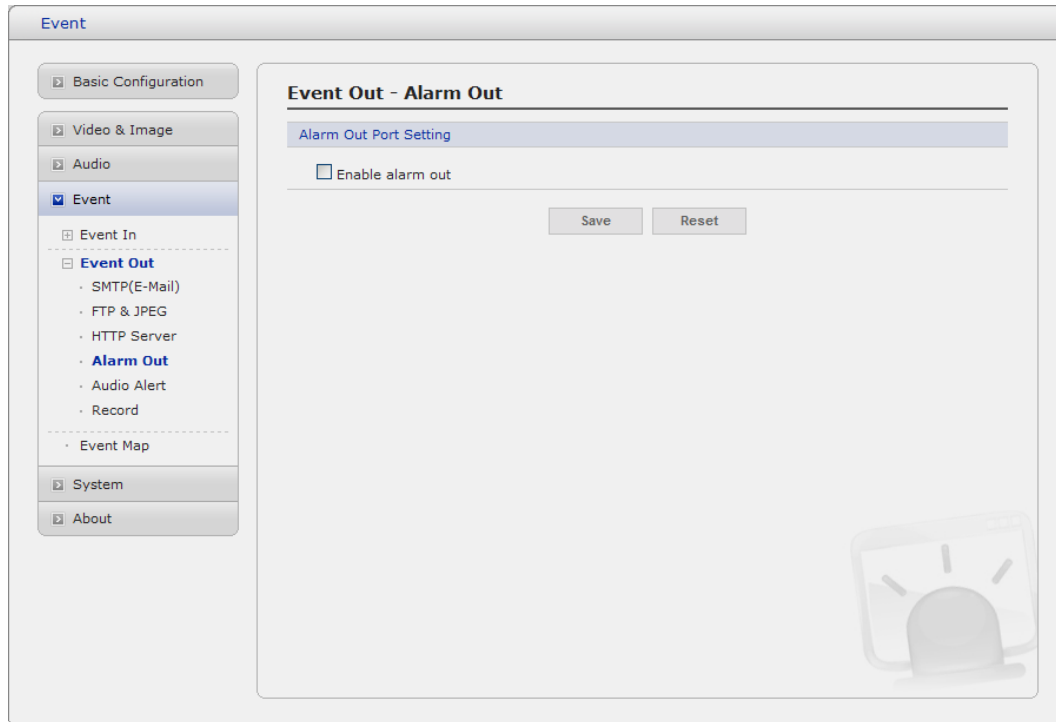 Event
Basic Configuration
Video & Image
Audio
Event
Event In
Event Out
SMTP(E-Mail)
FTP & JPEG
HTTP Server
Alarm Out
Audio Alert
Record
Event Map
System
About
Event Out - Alarm Out
Alarm Out Port Setting
Enable alarm out
Save Reset